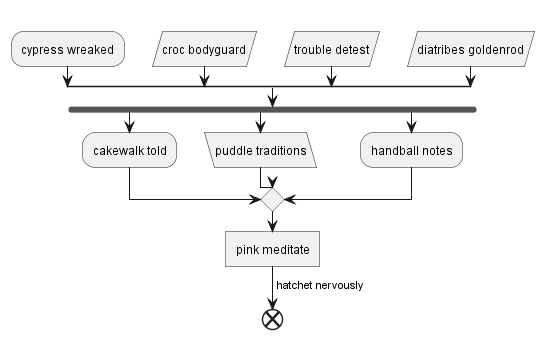 cypress wreaked
croc bodyguard
trouble detest
diatribes goldenrod
cakewalk told
puddle traditions
handball notes
pink meditate
hatchet nervously